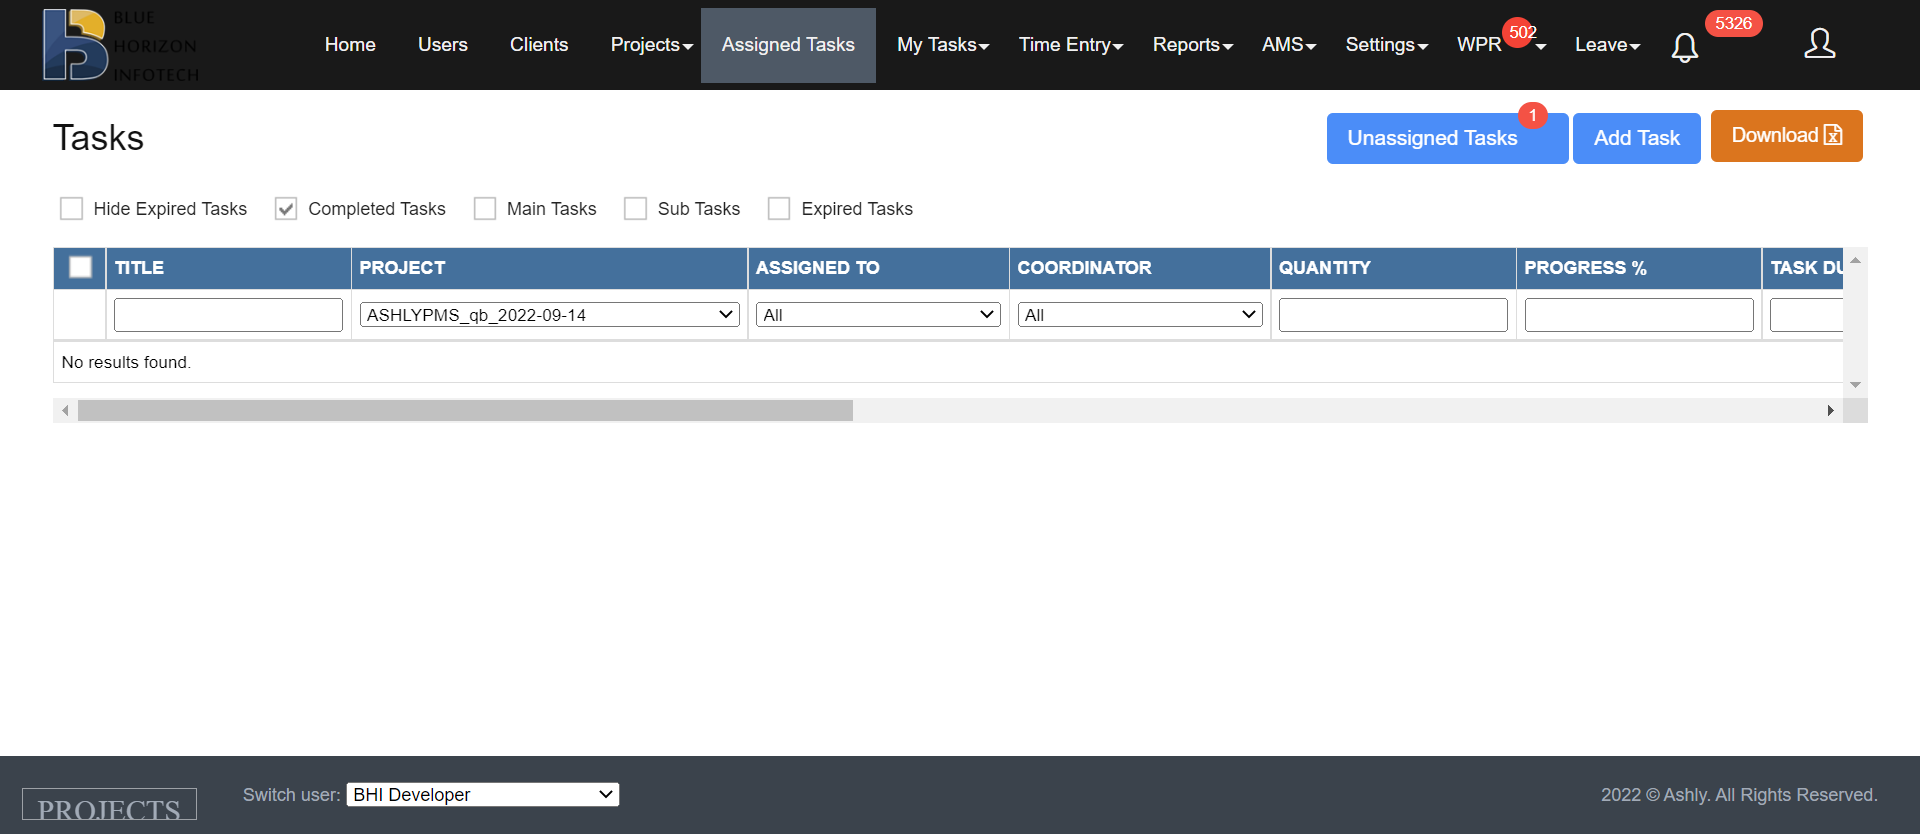 BLUE
HORIZON
INFOTECH
Home Users Clients Projects Assigned Tasks My Tasks Time Entry Reports AMS Settings WPR 502 Leave 5326
Tasks
Unassigned Tasks 1 Add Task Download
Hide Expired Tasks Completed Tasks Main Tasks Sub Tasks Expired Tasks
TITLE PROJECT ASSIGNED TO COORDINATOR QUANTITY PROGRESS % TASK DU
ASHLYPMS_qb_2022-09-14 All All
No results found.
PROJECTS Switch user: BHI Developer 2022 © Ashly. All Rights Reserved.